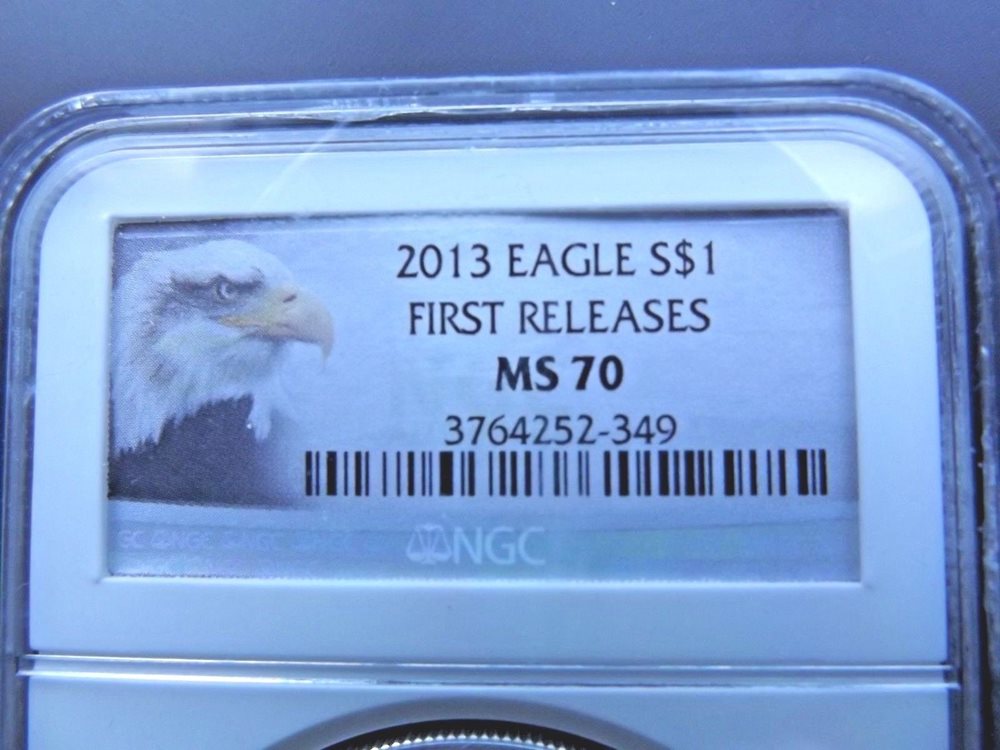 2013 EAGLE S$1
FIRST RELEASES
MS 70
3764252-349
NGC